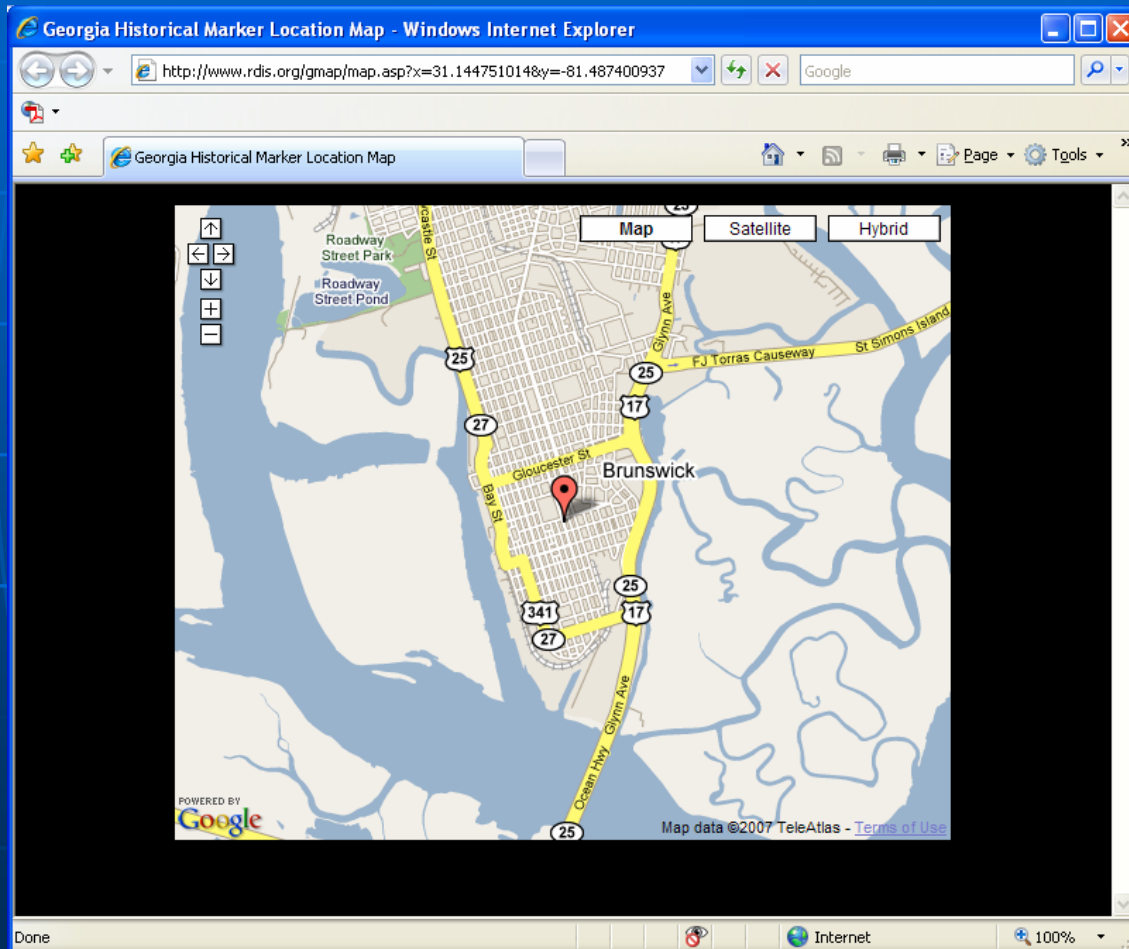 Georgia Historical Marker Location Map - Windows Internet Explorer
http://www.rdis.org/gmap/map.asp?x=31.144751014&y=-81.487400937
Google
Georgia Historical Marker Location Map
Page
Tools
»
Map
Satellite
Hybrid
Roadway
Street Park
Roadway
Street Pond
Glynn Ave
FJ Torras Causeway
St Simons Island
25
25
17
27
Gloucester St
Brunswick
Bay St
25
341
17
27
Ocean Hwy
Glynn Ave
25
POWERED BY
Google
Map data ©2007 TeleAtlas - Terms of Use
Done
Internet
100%